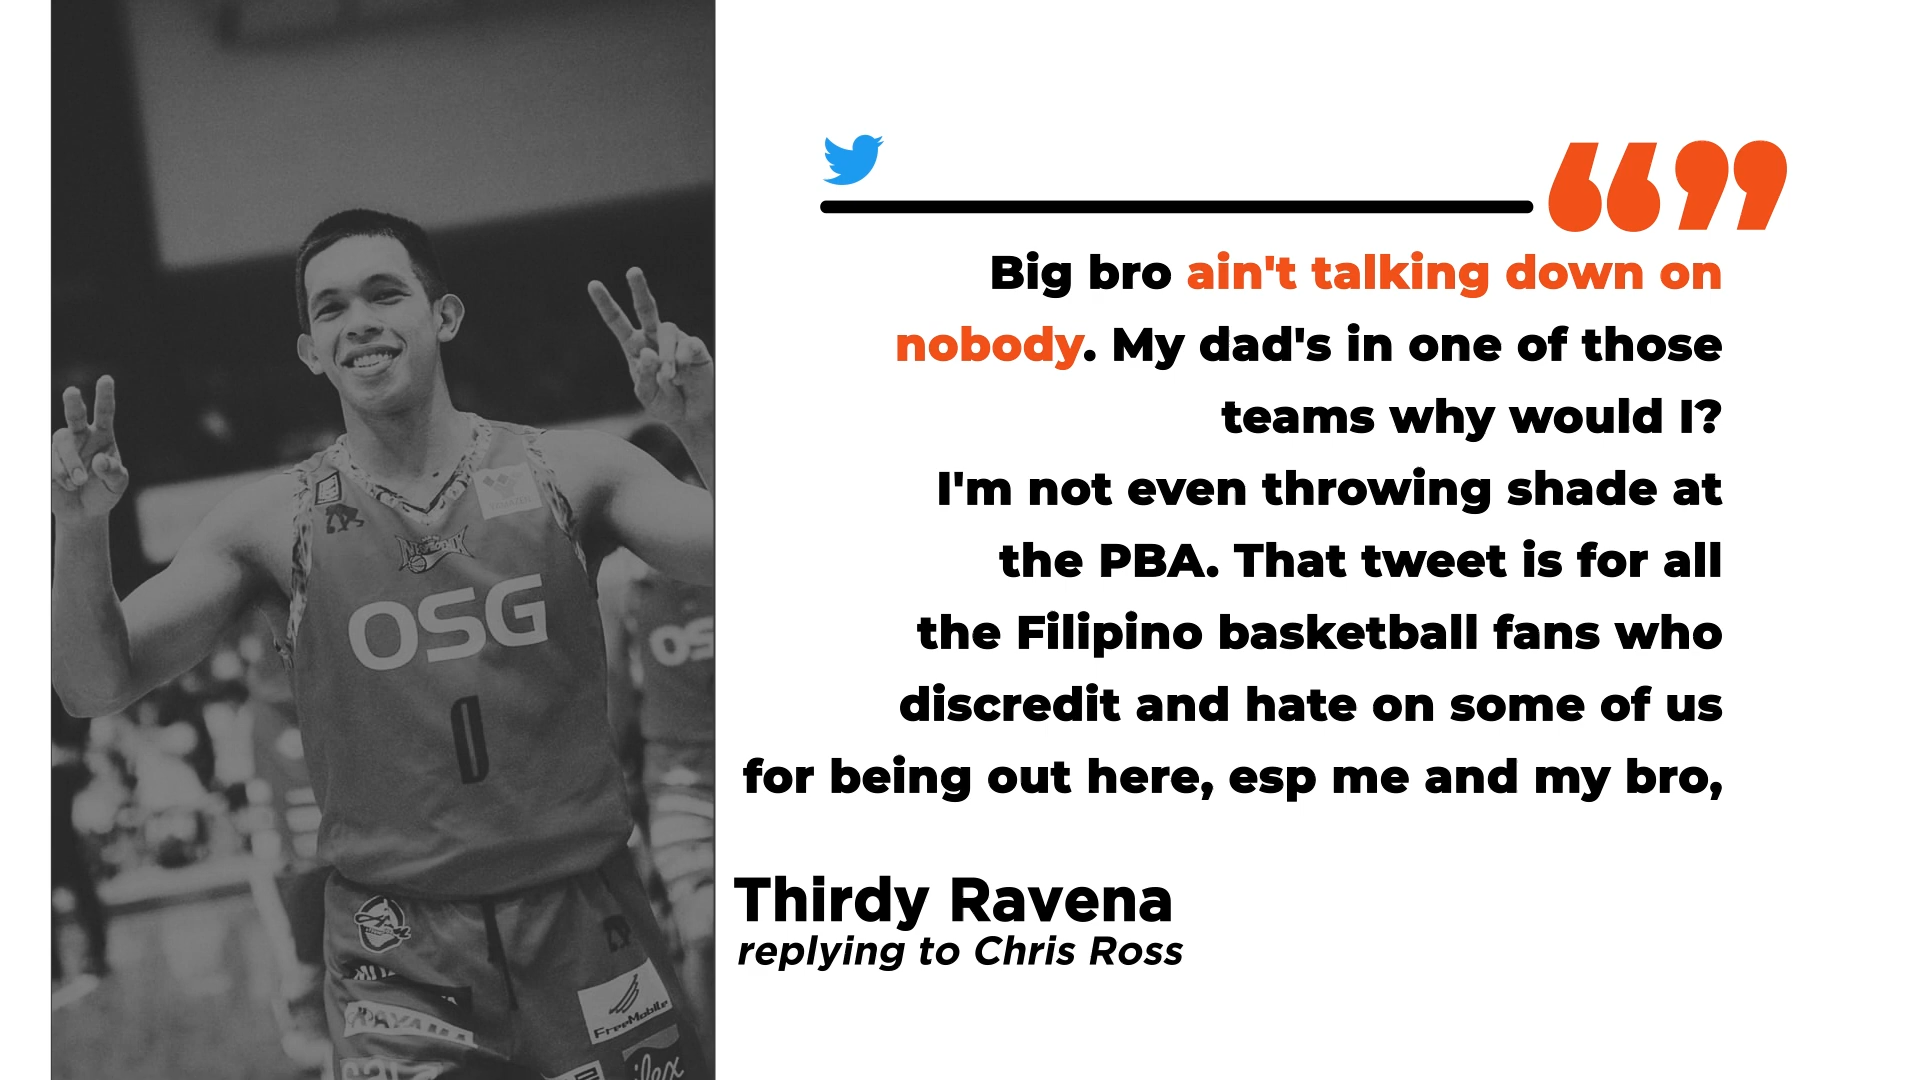 Big bro ain't talking down on
nobody. My dad's in one of those
teams why would I?
I'm not even throwing shade at
the PBA. That tweet is for all
the Filipino basketball fans who
discredit and hate on some of us
for being out here, esp me and my bro,
Thirdy Ravena
replying to Chris Ross
OSG
0
OS
FreeMobile